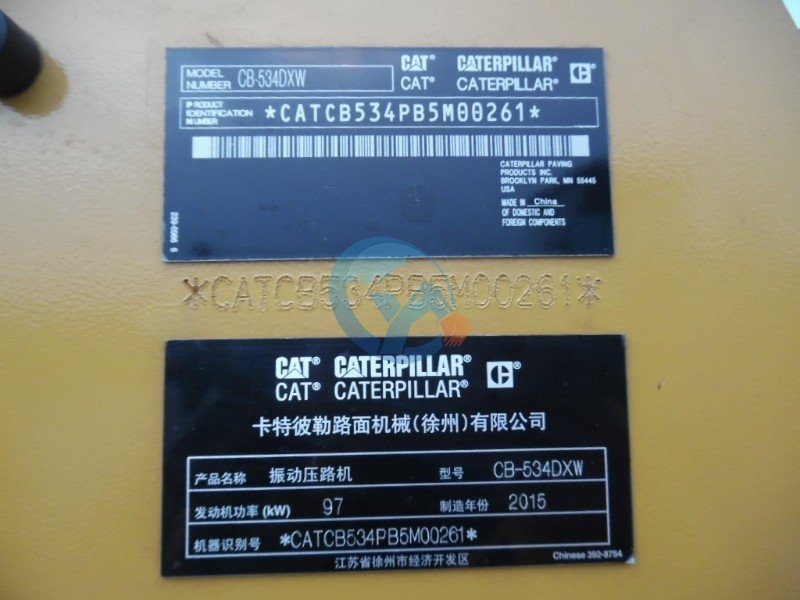 MODEL NUMBER CB-534DXW
CAT® CATERPILLAR®
CAT® CATERPILLAR®
PRODUCT IDENTIFICATION NUMBER *CATCB534PB5M00261*
CATERPILLAR PAVING
PRODUCTS INC.
BROOKLYN PARK, MN 55445
USA
MADE IN China
OF DOMESTIC AND
FOREIGN COMPONENTS
239-6966 6
*CATCB534PB5M00261*
CAT® CATERPILLAR®
CAT® CATERPILLAR®
卡特彼勒路面机械(徐州)有限公司
产品名称 振动压路机 型号 CB-534DXW
发动机功率(kW) 97 制造年份 2015
机器识别号 *CATCB534PB5M00261*
江苏省徐州市经济开发区
Chinese 392-8754